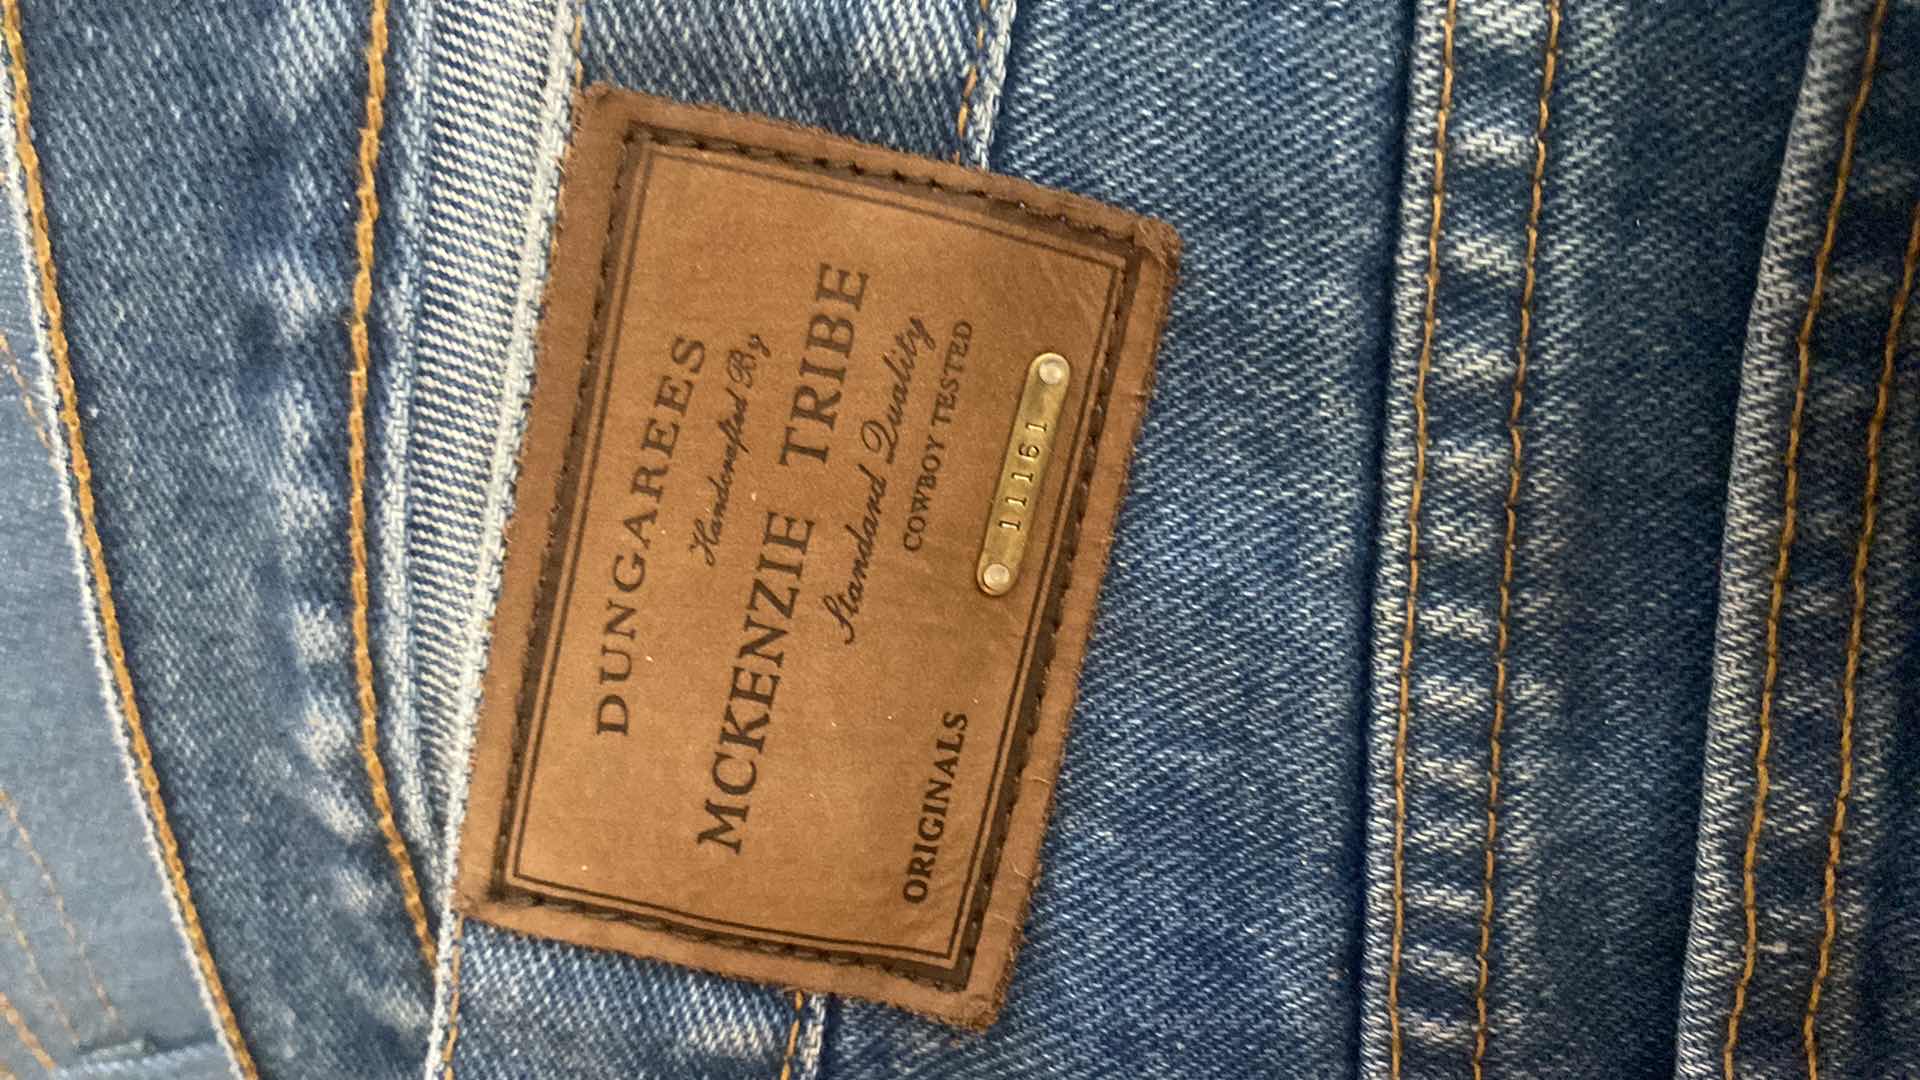 DUNGAREES
Handcrafted By
MCKENZIE TRIBE
Standard Quality
ORIGINALS COWBOY TESTED
11161